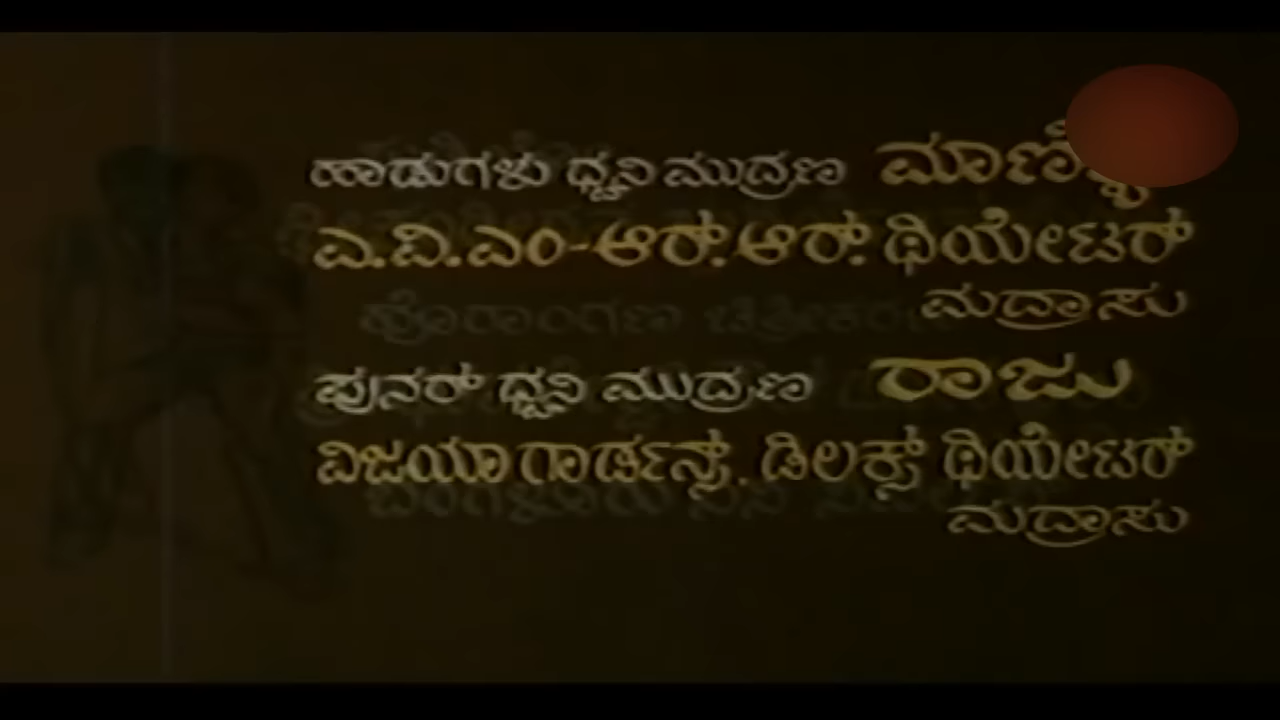 ಹಾಡುಗಳು ಧ್ವನಿ ಮುದ್ರಣ
ಎ.ವಿ.ಎಂ-ಆರ್.ಆರ್. ಥಿಯೇಟರ್
ಮದ್ರಾಸು
ಪುನರ್ ಧ್ವನಿ ಮುದ್ರಣ ರಾಜು
ವಿಜಯಾ ಗಾರ್ಡನ್ಸ್, ಡಿಲಕ್ಸ್ ಥಿಯೇಟರ್
ಮದ್ರಾಸು